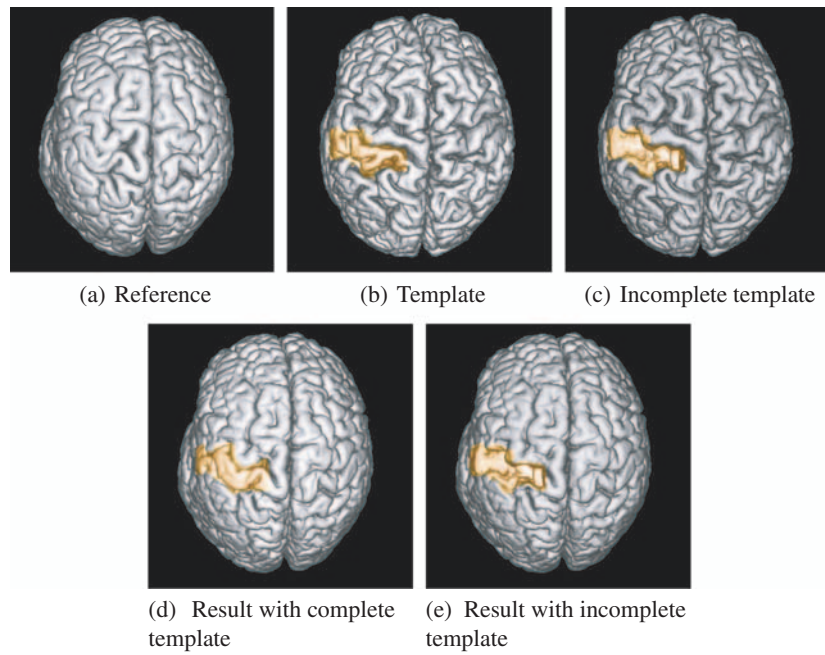 (a) Reference
(b) Template
(c) Incomplete template
(d) Result with complete
template
(e) Result with incomplete
template